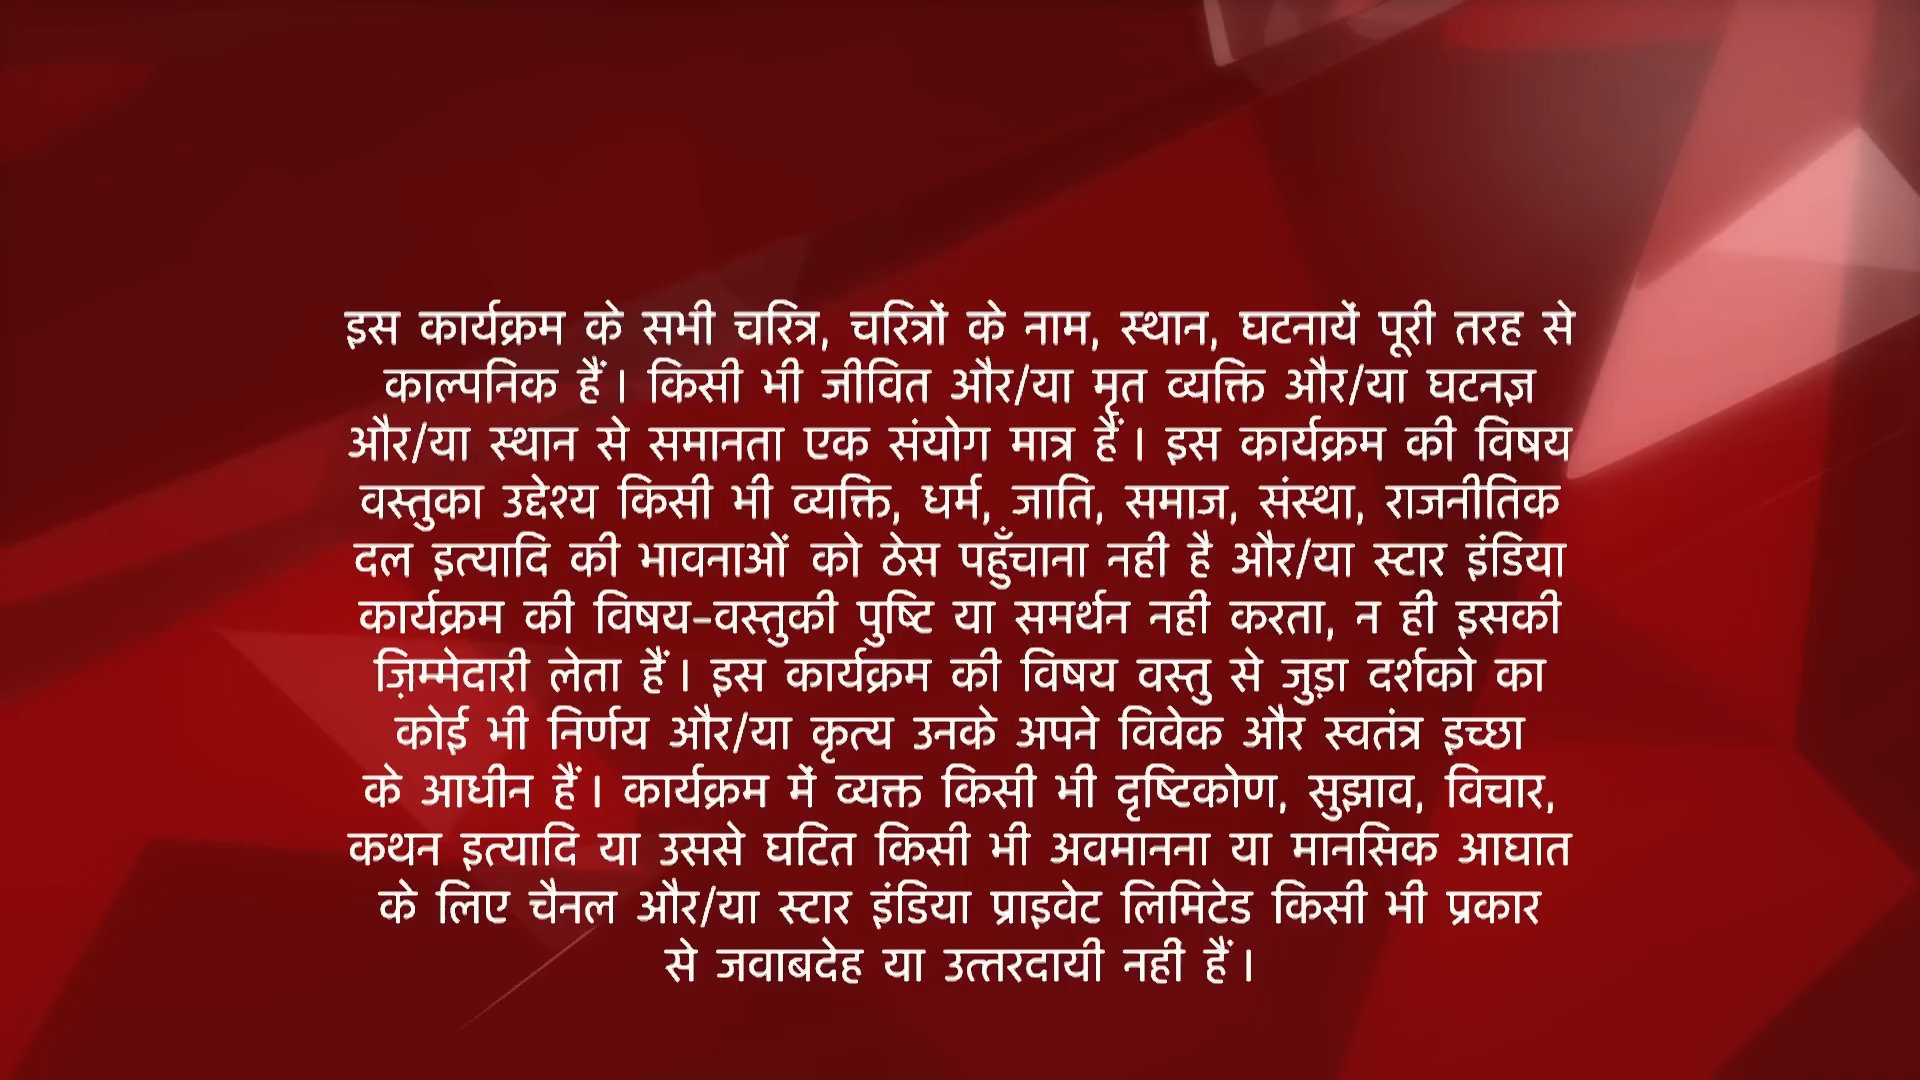 इस कार्यक्रम के सभी चरित्र, चरित्रों के नाम, स्थान, घटनायें पूरी तरह से
काल्पनिक हैं। किसी भी जीवित और/या मृत व्यक्ति और/या घटनज्ञ
और/या स्थान से समानता एक संयोग मात्र हैं। इस कार्यक्रम की विषय
वस्तुका उद्देश्य किसी भी व्यक्ति, धर्म, जाति, समाज, संस्था, राजनीतिक
दल इत्यादि की भावनाओं को ठेस पहुँचाना नही है और/या स्टार इंडिया
कार्यक्रम की विषय-वस्तुकी पुष्टि या समर्थन नही करता, न ही इसकी
ज़िम्मेदारी लेता हैं। इस कार्यक्रम की विषय वस्तु से जुड़ा दर्शको का
कोई भी निर्णय और/या कृत्य उनके अपने विवेक और स्वतंत्र इच्छा
के आधीन हैं। कार्यक्रम में व्यक्त किसी भी दृष्टिकोण, सुझाव, विचार,
कथन इत्यादि या उससे घटित किसी भी अवमानना या मानसिक आघात
के लिए चैनल और/या स्टार इंडिया प्राइवेट लिमिटेड किसी भी प्रकार
से जवाबदेह या उत्तरदायी नही हैं।